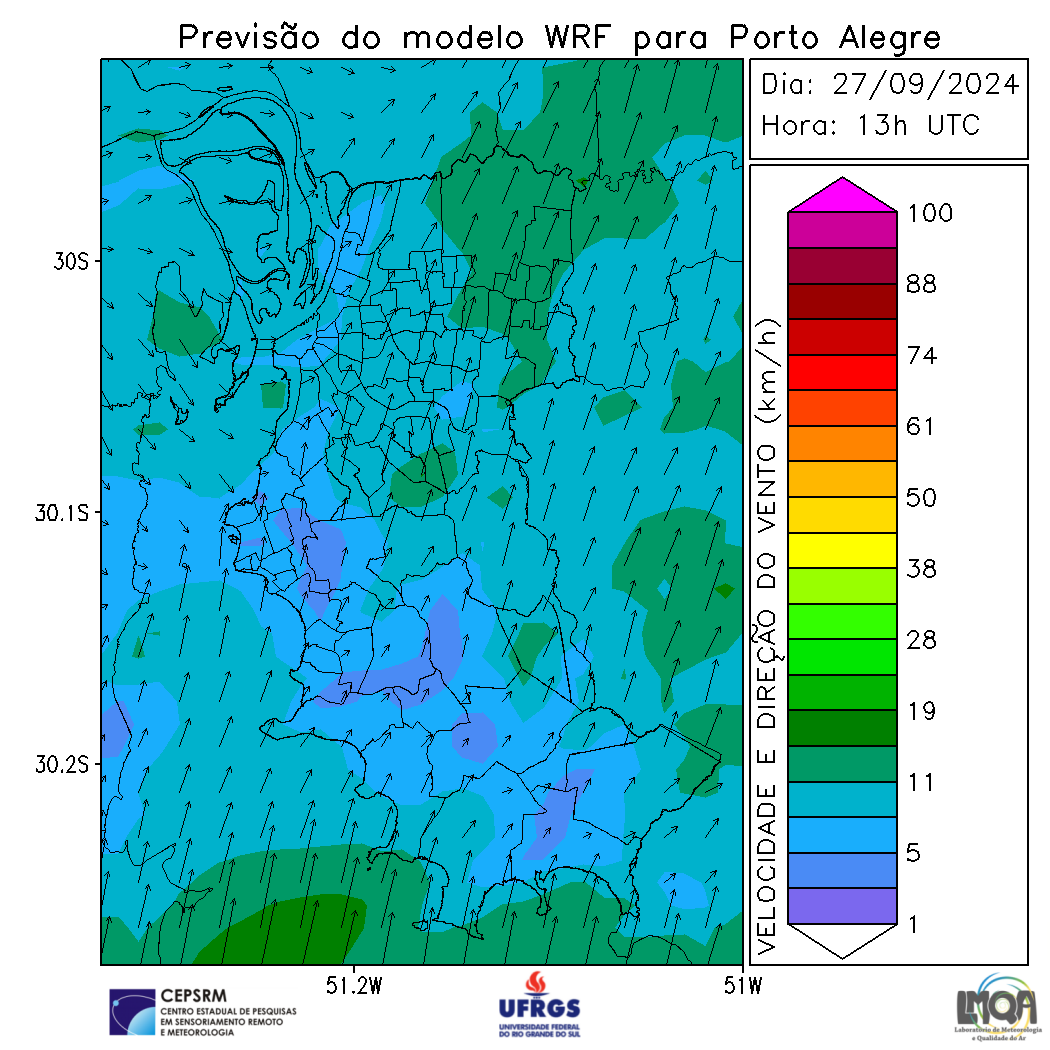 Previsão do modelo WRF para Porto Alegre
Dia: 27/09/2024
Hora: 13h UTC
30S
30.1S
30.2S
51.2W
51W
VELOCIDADE E DIREÇÃO DO VENTO (km/h)
100
88
74
61
50
38
28
19
11
5
1
CEPSRM
CENTRO ESTADUAL DE PESQUISAS
EM SENSORIAMENTO REMOTO
E METEOROLOGIA
UFRGS
UNIVERSIDADE FEDERAL
DO RIO GRANDE DO SUL
LMQA
Laboratório de Meteorologia
e Qualidade do Ar